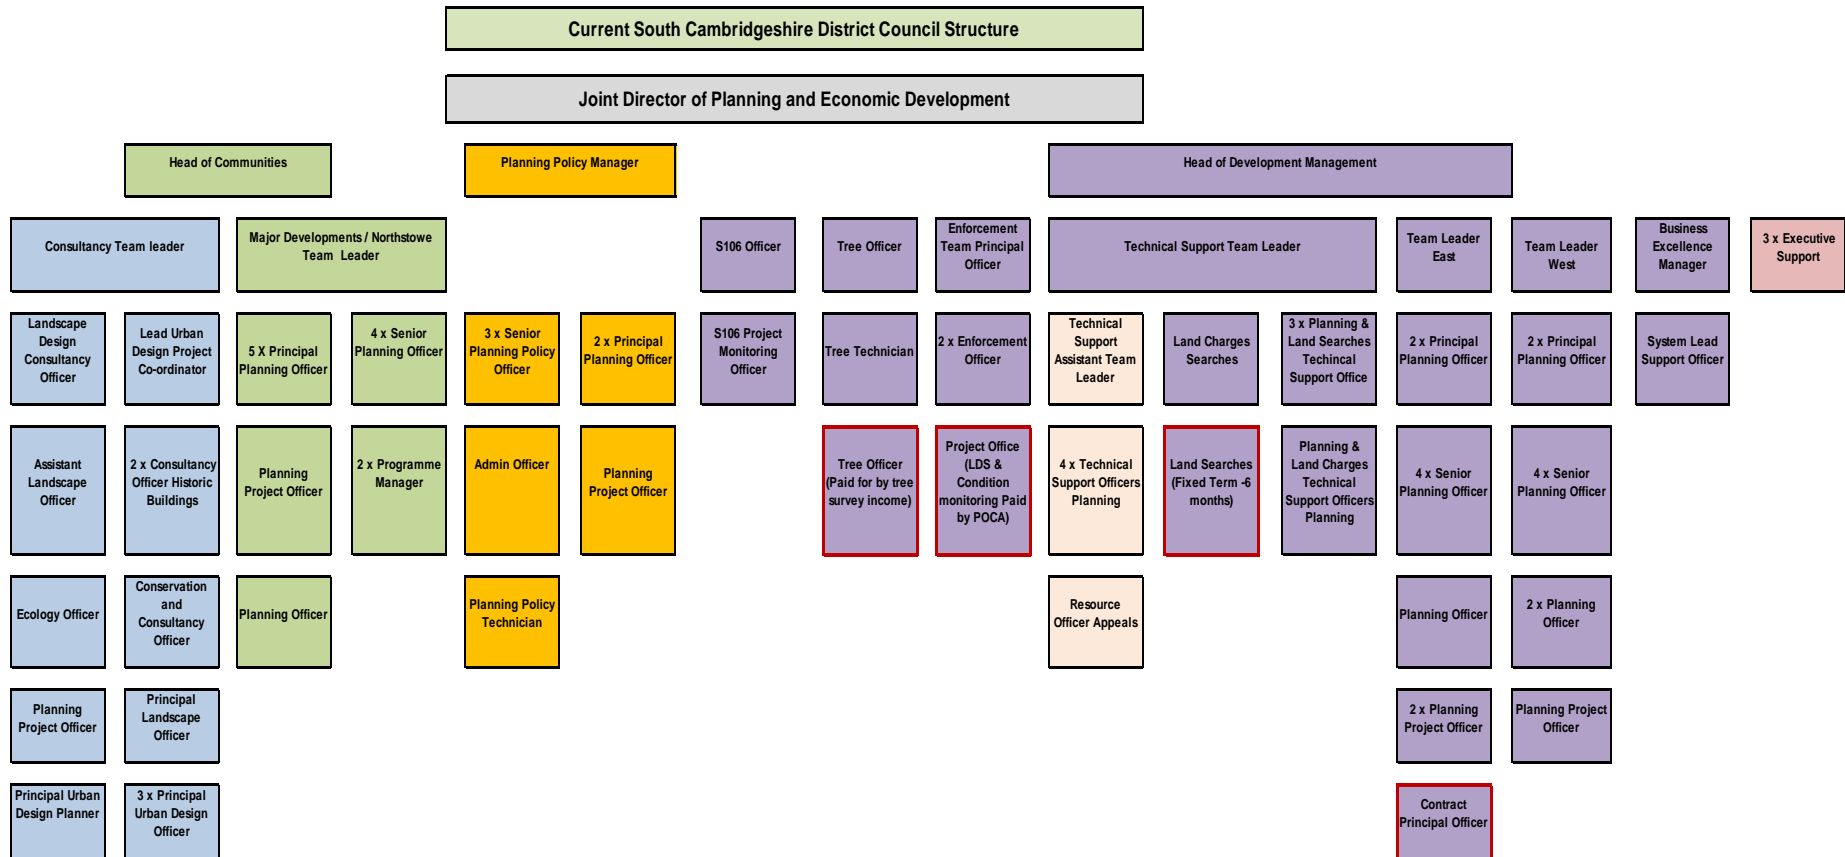 Current South Cambridgeshire District Council Structure
Joint Director of Planning and Economic Development
Head of Communities
Planning Policy Manager
Head of Development Management
Consultancy Team leader
Major Developments / Northstowe
Team Leader
S106 Officer
Tree Officer
Enforcement
Team Principal
Officer
Technical Support Team Leader
Team Leader
East
Team Leader
West
Business
Excellence
Manager
3 x Executive
Support
Landscape
Design
Consultancy
Officer
Lead Urban
Design Project
Co-ordinator
5 X Principal
Planning Officer
4 x Senior
Planning Officer
3 x Senior
Planning Policy
Officer
2 x Principal
Planning Officer
S106 Project
Monitoring
Officer
Tree Technician
2 x Enforcement
Officer
Technical
Support
Assistant Team
Leader
Land Charges
Searches
3 x Planning &
Land Searches
Techincal
Support Office
2 x Principal
Planning Officer
2 x Principal
Planning Officer
System Lead
Support Officer
Assistant
Landscape
Officer
2 x Consultancy
Officer Historic
Buildings
Planning
Project Officer
2 x Programme
Manager
Admin Officer
Planning
Project Officer
Tree Officer
(Paid for by tree
survey income)
Project Office
(LDS &
Condition
monitoring Paid
by POCA)
4 x Technical
Support Officers
Planning
Land Searches
(Fixed Term -6
months)
Planning &
Land Charges
Technical
Support Officers
Planning
4 x Senior
Planning Officer
4 x Senior
Planning Officer
Ecology Officer
Conservation
and
Consultancy
Officer
Planning Officer
Planning Policy
Technician
Resource
Officer Appeals
Planning Officer
2 x Planning
Officer
Planning
Project Officer
Principal
Landscape
Officer
2 x Planning
Project Officer
Planning Project
Officer
Principal Urban
Design Planner
3 x Principal
Urban Design
Officer
Contract
Principal Officer